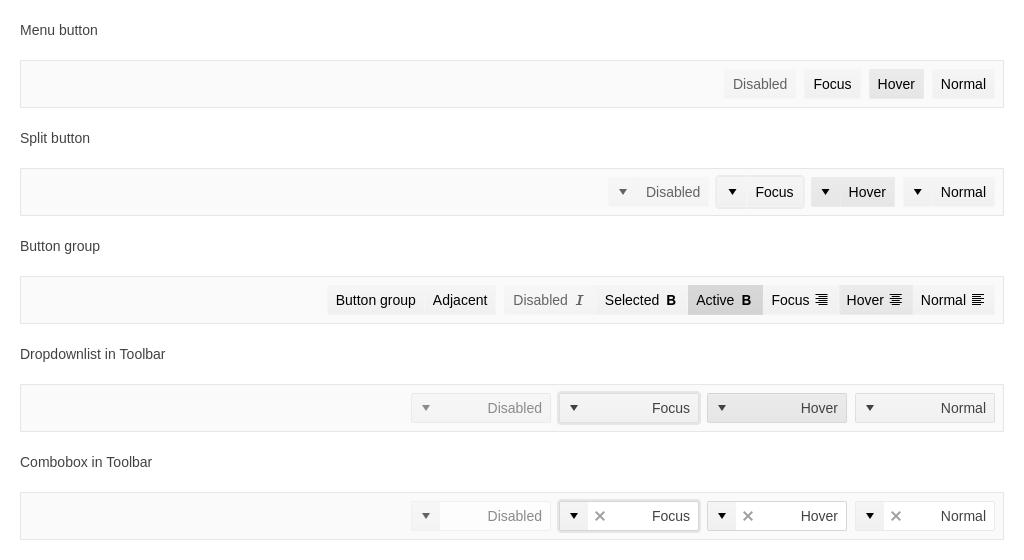 Menu button
Disabled Focus Hover Normal
Split button
Disabled Focus Hover Normal
Button group
Button group Adjacent Disabled Selected Active Focus Hover Normal
Dropdownlist in Toolbar
Disabled Focus Hover Normal
Combobox in Toolbar
Disabled Focus Hover Normal